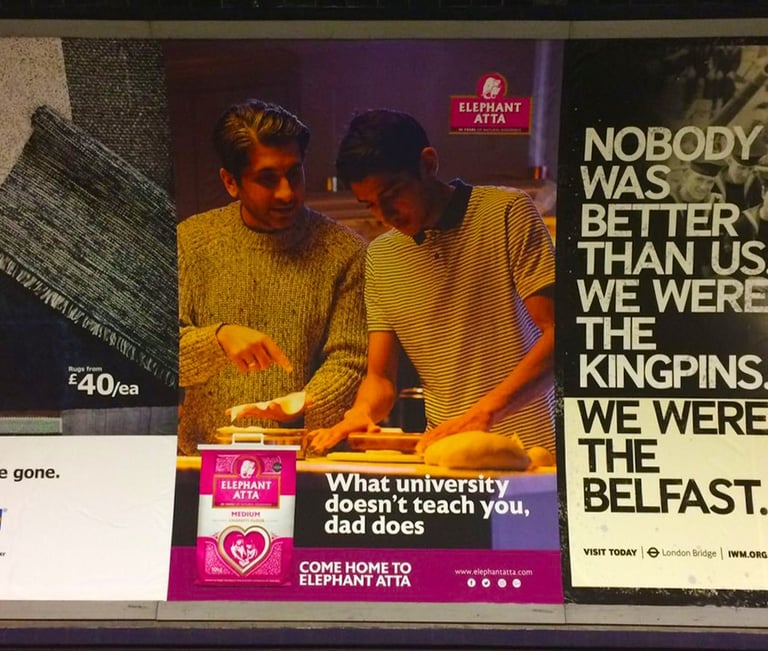 Rugs from
£40/ea
e gone.
ELEPHANT
ATTA
What university
doesn't teach you,
dad does
ELEPHANT
ATTA
MEDIUM
10kg
COME HOME TO
ELEPHANT ATTA
www.elephantatta.com
NOBODY
WAS
BETTER
THAN US.
WE WERE
THE
KINGPINS.
WE WERE
THE
BELFAST.
VISIT TODAY | London Bridge | IWM.ORG